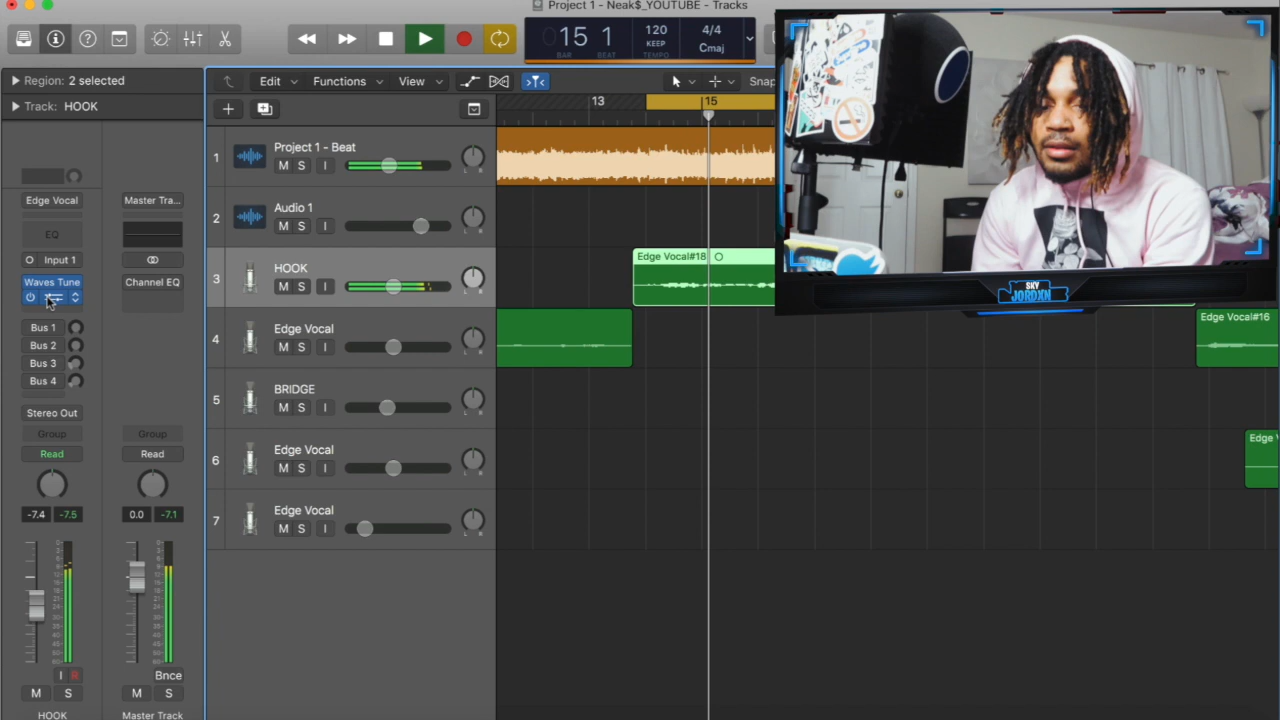 Project 1 - Neak$_YOUTUBE - Tracks
15 1
BAR BEAT
120
KEEP
TEMPO
4/4
Cmaj
Region: 2 selected
Edit
Functions
View
Snap
Track: HOOK
13
15
Edge Vocal
EQ
Input 1
Waves Tune
Bus 1
Bus 2
Bus 3
Bus 4
Stereo Out
Group
Read
-7.4 -7.5
I R
M S
HOOK
Master Tra...
Channel EQ
Group
Read
0.0 -7.1
Bnce
M S
Master Track
1
Project 1 - Beat
M S I
2
Audio 1
M S I
3
HOOK
M S I
4
Edge Vocal
M S I
5
BRIDGE
M S I
6
Edge Vocal
M S I
7
Edge Vocal
M S I
Edge Vocal#18
Edge Vocal#16
Edge
SKY
JORDXN